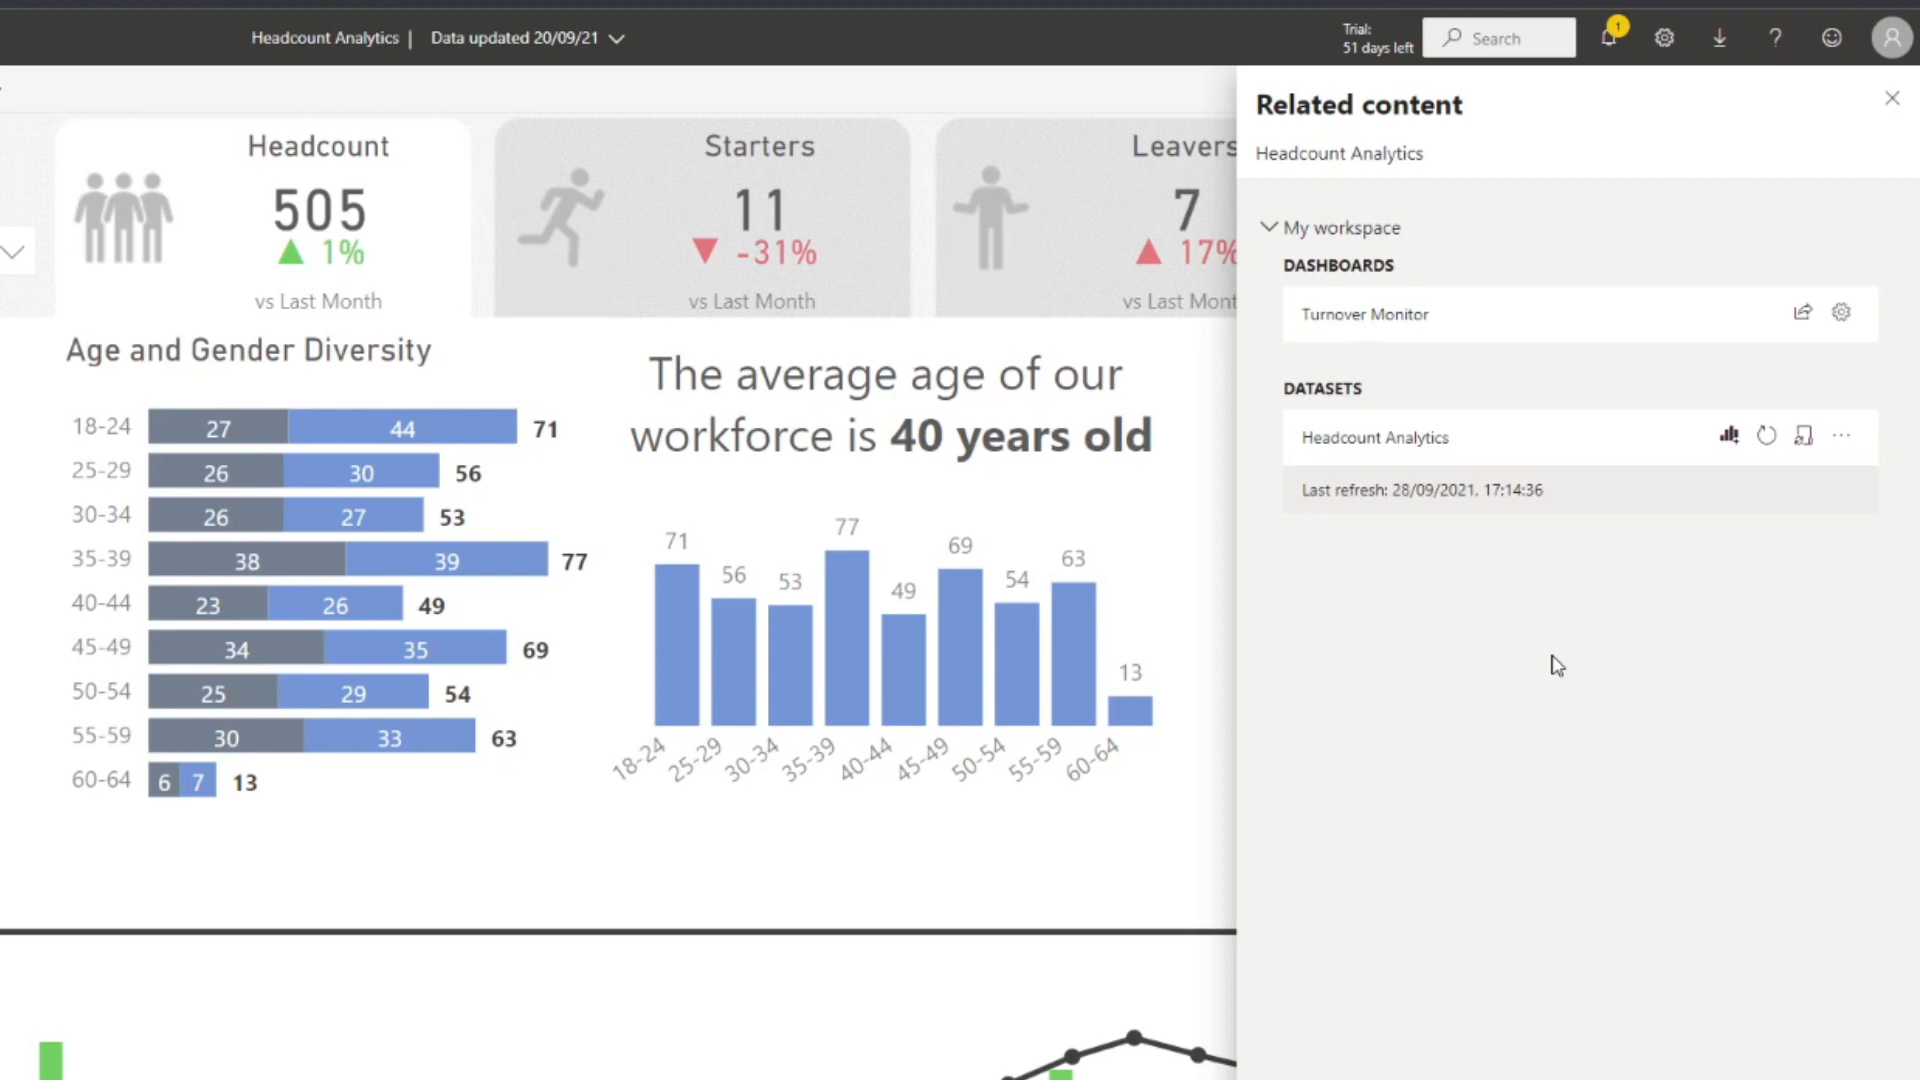 Headcount Analytics | Data updated 20/09/21
Trial:
51 days left
Search
1
Headcount
505
1%
vs Last Month
Starters
11
-31%
vs Last Month
Leavers
7
17%
vs Last Mont
Age and Gender Diversity
18-24 27 44 71
25-29 26 30 56
30-34 26 27 53
35-39 38 39 77
40-44 23 26 49
45-49 34 35 69
50-54 25 29 54
55-59 30 33 63
60-64 6 7 13
The average age of our
workforce is 40 years old
71 56 53 77 49 69 54 63 13
18-24 25-29 30-34 35-39 40-44 45-49 50-54 55-59 60-64
Related content
Headcount Analytics
My workspace
DASHBOARDS
Turnover Monitor
DATASETS
Headcount Analytics
Last refresh: 28/09/2021, 17:14:36